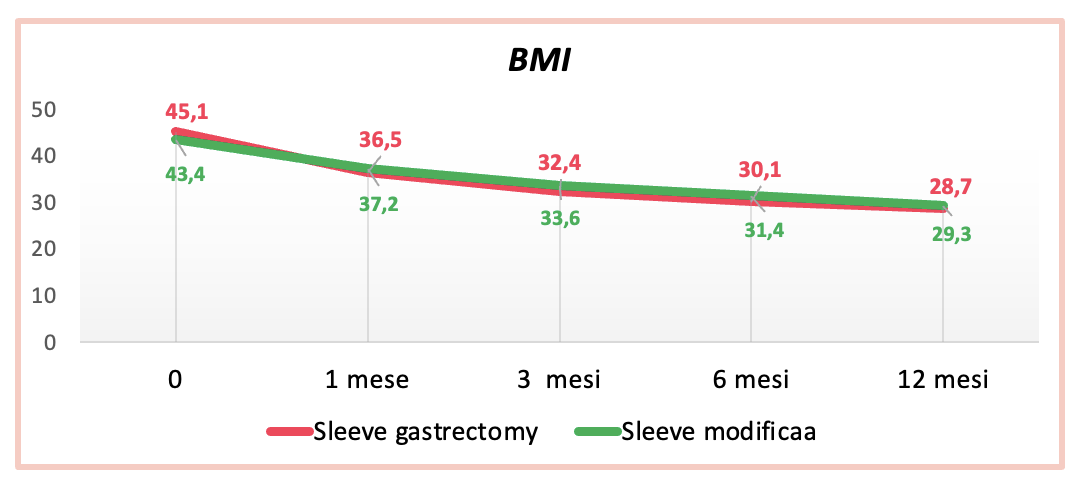 BMI
50
40
30
20
10
0
45,1
36,5
32,4
30,1
28,7
43,4
37,2
33,6
31,4
29,3
0
1 mese
3 mesi
6 mesi
12 mesi
Sleeve gastrectomy
Sleeve modificaa